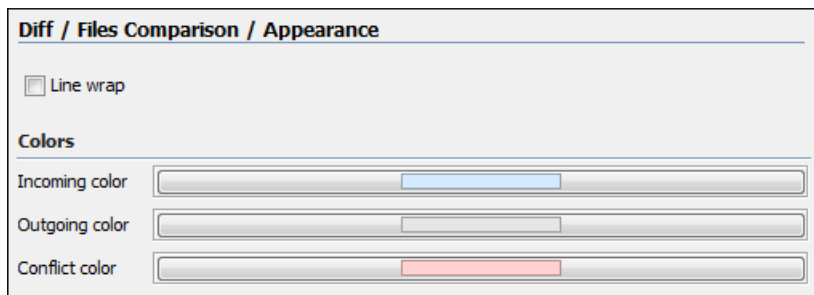 Diff / Files Comparison / Appearance
Line wrap
Colors
Incoming color
Outgoing color
Conflict color